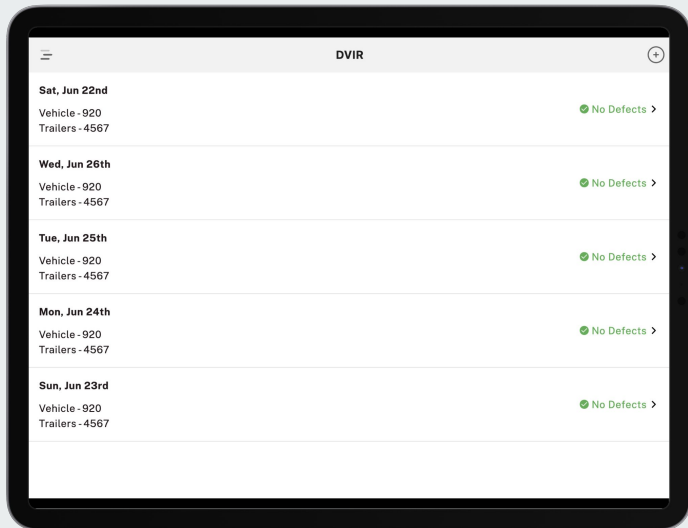 DVIR
Sat, Jun 22nd
Vehicle - 920
Trailers - 4567
No Defects
Wed, Jun 26th
Vehicle - 920
Trailers - 4567
No Defects
Tue, Jun 25th
Vehicle - 920
Trailers - 4567
No Defects
Mon, Jun 24th
Vehicle - 920
Trailers - 4567
No Defects
Sun, Jun 23rd
Vehicle - 920
Trailers - 4567
No Defects